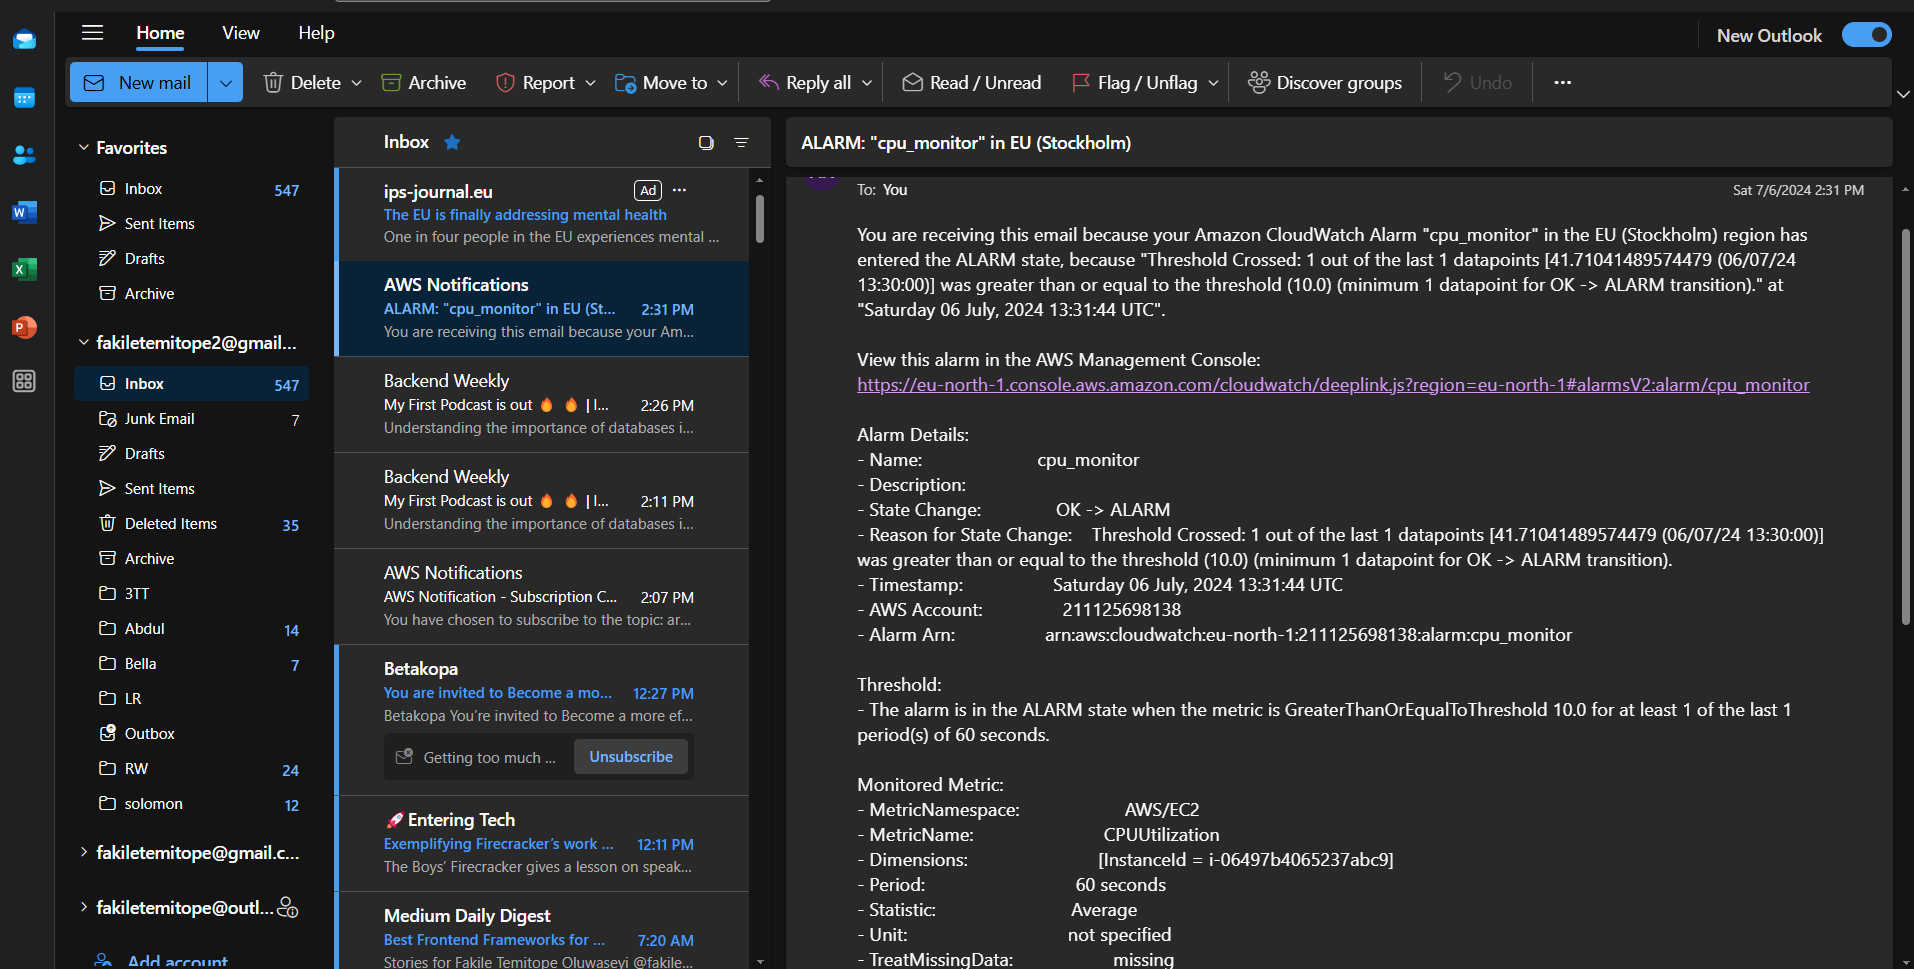 Home View Help New Outlook
New mail Delete Archive Report Move to Reply all Read / Unread Flag / Unflag Discover groups Undo
Favorites
Inbox 547
Sent Items
Drafts
Archive
fakiletemitope2@gmail...
Inbox 547
Junk Email 7
Drafts
Sent Items
Deleted Items 35
Archive
3TT
Abdul 14
Bella 7
LR
Outbox
RW 24
solomon 12
fakiletemitope@gmail.c...
fakiletemitope@outl...
Add account
Inbox
ips-journal.eu Ad
The EU is finally addressing mental health
One in four people in the EU experiences mental ...
AWS Notifications
ALARM: "cpu_monitor" in EU (St... 2:31 PM
You are receiving this email because your Am...
Backend Weekly
My First Podcast is out 🔥 🔥 | I... 2:26 PM
Understanding the importance of databases i...
Backend Weekly
My First Podcast is out 🔥 🔥 | I... 2:11 PM
Understanding the importance of databases i...
AWS Notifications
AWS Notification - Subscription C... 2:07 PM
You have chosen to subscribe to the topic: ar...
Betakopa
You are invited to Become a mo... 12:27 PM
Betakopa You're invited to Become a more ef...
Getting too much ... Unsubscribe
🚀 Entering Tech
Exemplifying Firecracker's work ... 12:11 PM
The Boys' Firecracker gives a lesson on speak...
Medium Daily Digest
Best Frontend Frameworks for ... 7:20 AM
Stories for Fakile Temitope Oluwaseyi @fakile...
ALARM: "cpu_monitor" in EU (Stockholm)
To: You Sat 7/6/2024 2:31 PM
You are receiving this email because your Amazon CloudWatch Alarm "cpu_monitor" in the EU (Stockholm) region has
entered the ALARM state, because "Threshold Crossed: 1 out of the last 1 datapoints [41.71041489574479 (06/07/24
13:30:00)] was greater than or equal to the threshold (10.0) (minimum 1 datapoint for OK -> ALARM transition)." at
"Saturday 06 July, 2024 13:31:44 UTC".
View this alarm in the AWS Management Console:
https://eu-north-1.console.aws.amazon.com/cloudwatch/deeplink.js?region=eu-north-1#alarmsV2:alarm/cpu_monitor
Alarm Details:
- Name: cpu_monitor
- Description:
- State Change: OK -> ALARM
- Reason for State Change: Threshold Crossed: 1 out of the last 1 datapoints [41.71041489574479 (06/07/24 13:30:00)]
was greater than or equal to the threshold (10.0) (minimum 1 datapoint for OK -> ALARM transition).
- Timestamp: Saturday 06 July, 2024 13:31:44 UTC
- AWS Account: 211125698138
- Alarm Arn: arn:aws:cloudwatch:eu-north-1:211125698138:alarm:cpu_monitor
Threshold:
- The alarm is in the ALARM state when the metric is GreaterThanOrEqualToThreshold 10.0 for at least 1 of the last 1
period(s) of 60 seconds.
Monitored Metric:
- MetricNamespace: AWS/EC2
- MetricName: CPUUtilization
- Dimensions: [InstanceId = i-06497b4065237abc9]
- Period: 60 seconds
- Statistic: Average
- Unit: not specified
- TreatMissingData: missing